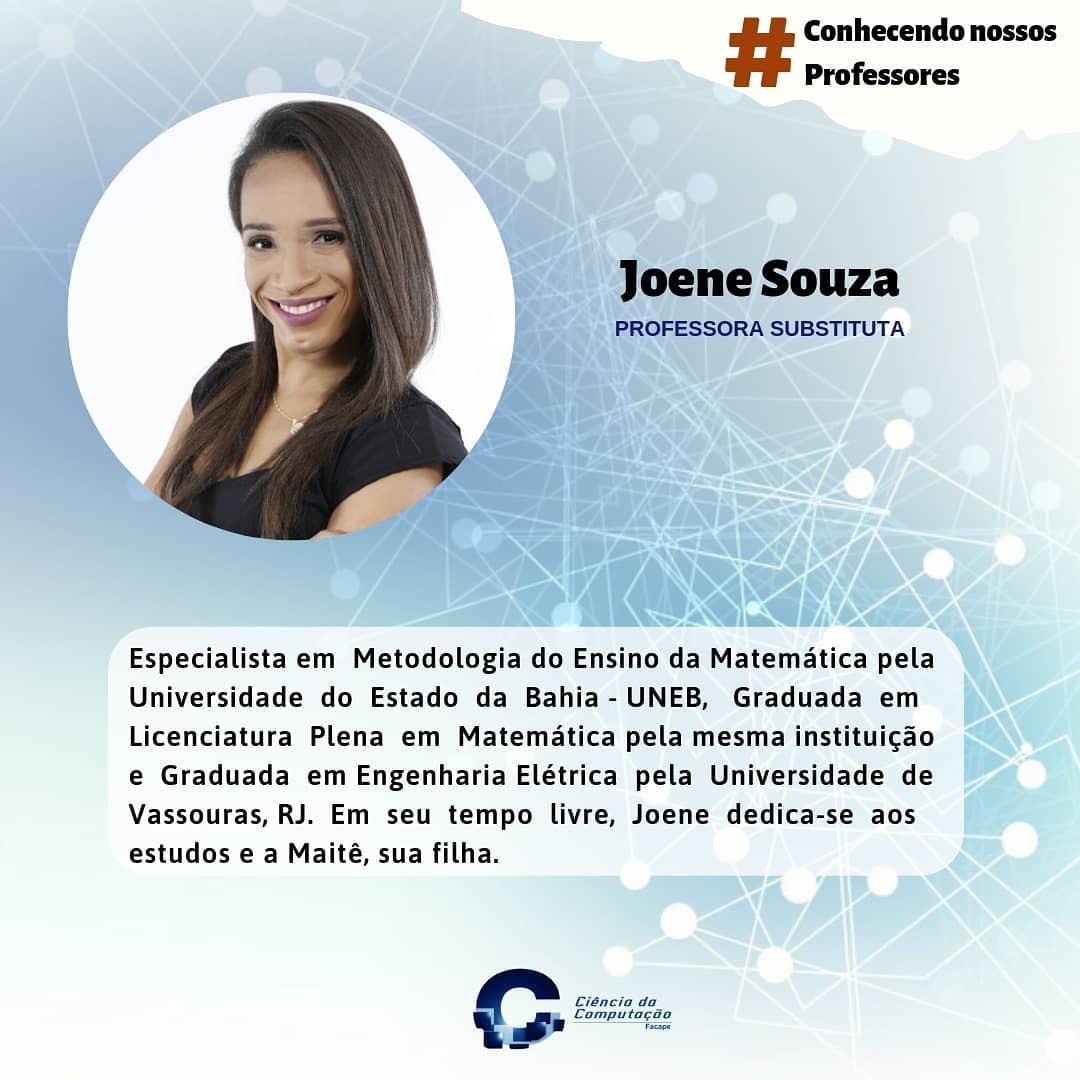 # Conhecendo nossos
Professores
Joene Souza
PROFESSORA SUBSTITUTA
Especialista em Metodologia do Ensino da Matemática pela
Universidade do Estado da Bahia - UNEB, Graduada em
Licenciatura Plena em Matemática pela mesma instituição
e Graduada em Engenharia Elétrica pela Universidade de
Vassouras, RJ. Em seu tempo livre, Joene dedica-se aos
estudos e a Maitê, sua filha.
Ciência da
Computação
Facape